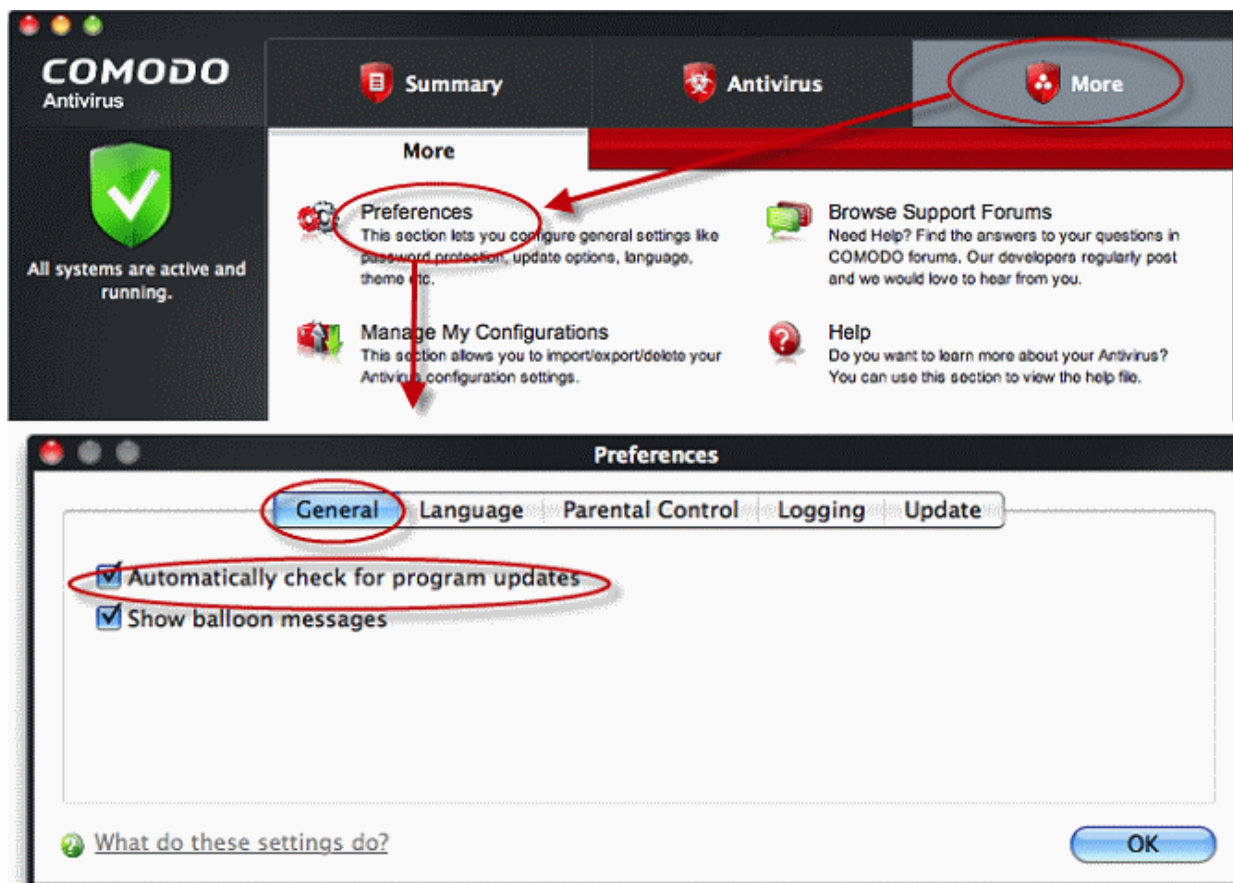 COMODO
Antivirus
Summary
Antivirus
More
More
All systems are active and
running.
Preferences
This section lets you configure general settings like
password protection, update options, language,
theme etc.
Browse Support Forums
Need Help? Find the answers to your questions in
COMODO forums. Our developers regularly post
and we would love to hear from you.
Manage My Configurations
This section allows you to import/export/delete your
Antivirus configuration settings.
Help
Do you want to learn more about your Antivirus?
You can use this section to view the help file.
Preferences
General
Language
Parental Control
Logging
Update
Automatically check for program updates
Show balloon messages
What do these settings do?
OK